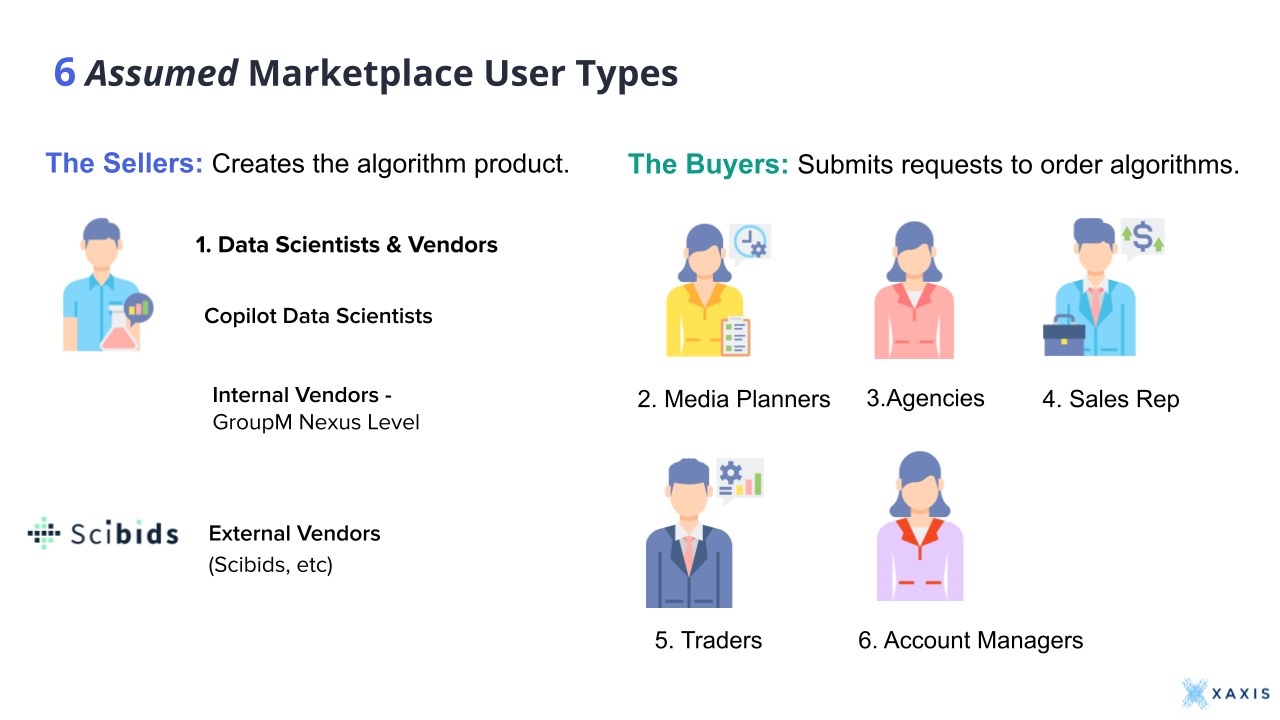 6 Assumed Marketplace User Types
The Sellers: Creates the algorithm product.
1. Data Scientists & Vendors
Copilot Data Scientists
Internal Vendors -
GroupM Nexus Level
Scibids
External Vendors
(Scibids, etc)
The Buyers: Submits requests to order algorithms.
$
2. Media Planners
3.Agencies
4. Sales Rep
5. Traders
6. Account Managers
XAXIS